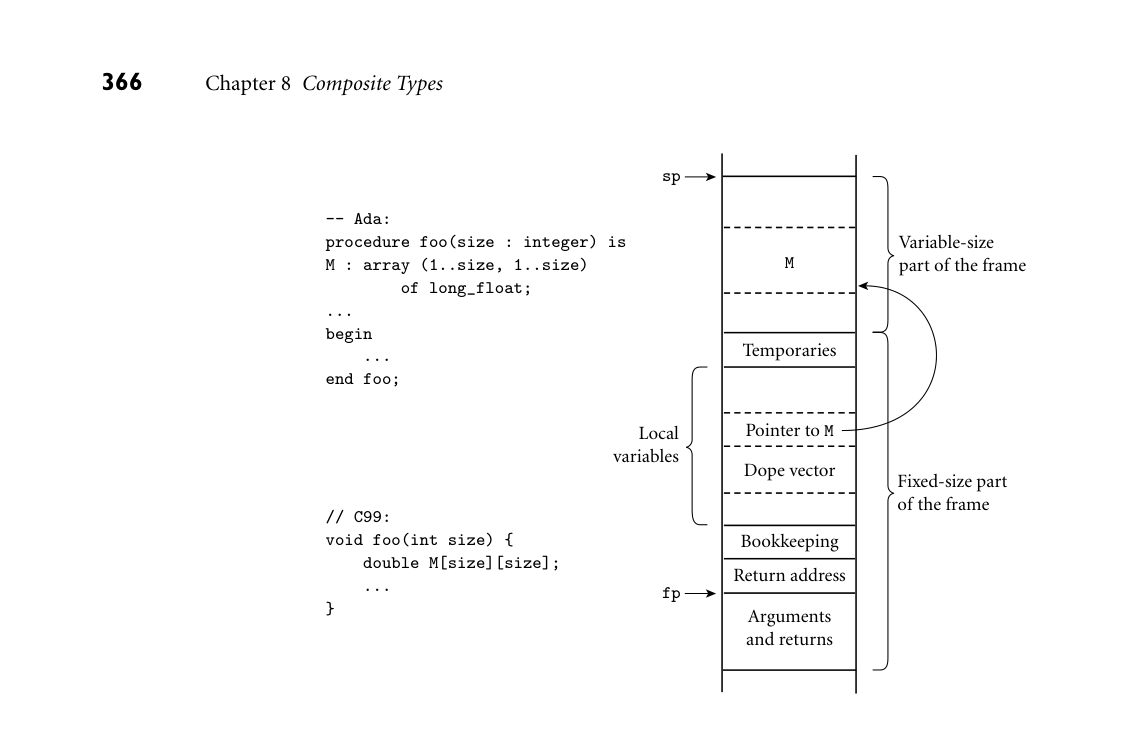 366 Chapter 8 Composite Types
-- Ada:
procedure foo(size : integer) is
M : array (1..size, 1..size)
of long_float;
...
begin
...
end foo;
// C99:
void foo(int size) {
double M[size][size];
...
}
sp
M
Variable-size
part of the frame
Temporaries
Local
variables
Pointer to M
Dope vector
Fixed-size part
of the frame
Bookkeeping
Return address
fp
Arguments
and returns